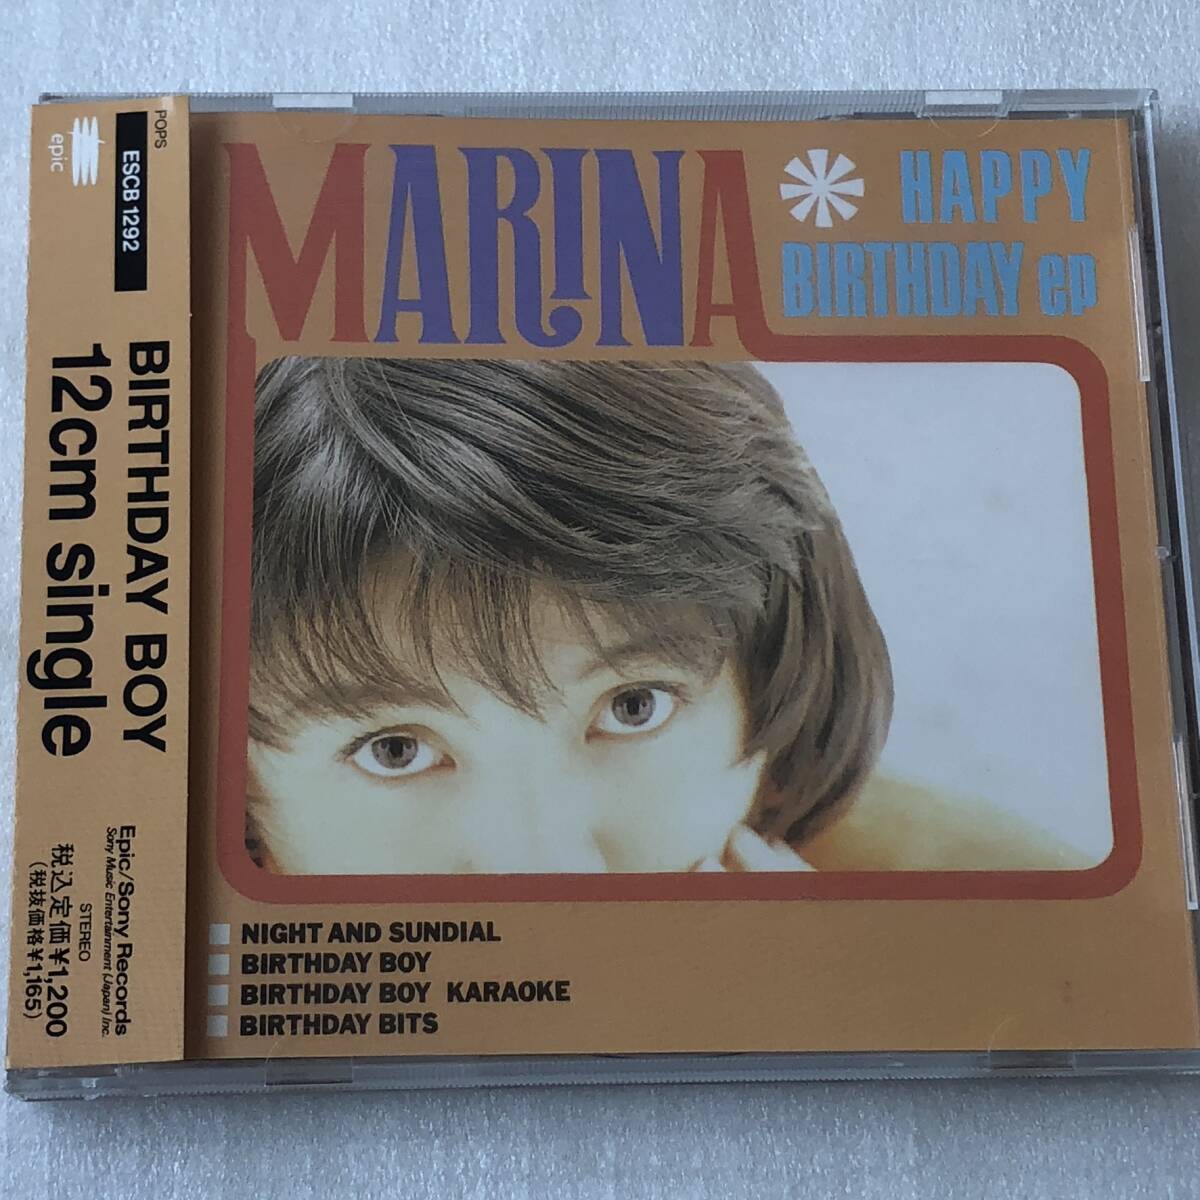 POPS
epic
ESCB 1292
BIRTHDAY BOY
12cm single
Epic/Sony Records
Sony Music Entertainment (Japan) Inc.
STEREO
税込定価¥1,200
(税抜価格¥1,165)
MARINA
HAPPY
BIRTHDAY ep
NIGHT AND SUNDIAL
BIRTHDAY BOY
BIRTHDAY BOY KARAOKE
BIRTHDAY BITS